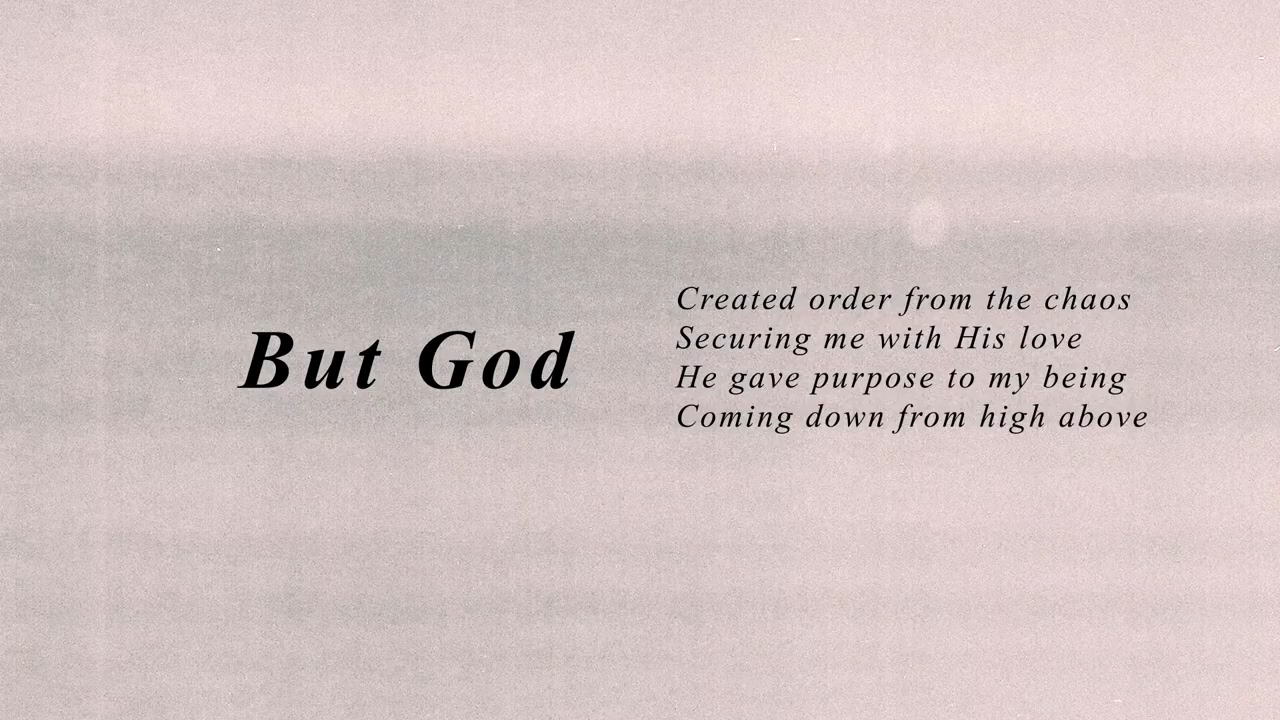 But God
Created order from the chaos
Securing me with His love
He gave purpose to my being
Coming down from high above